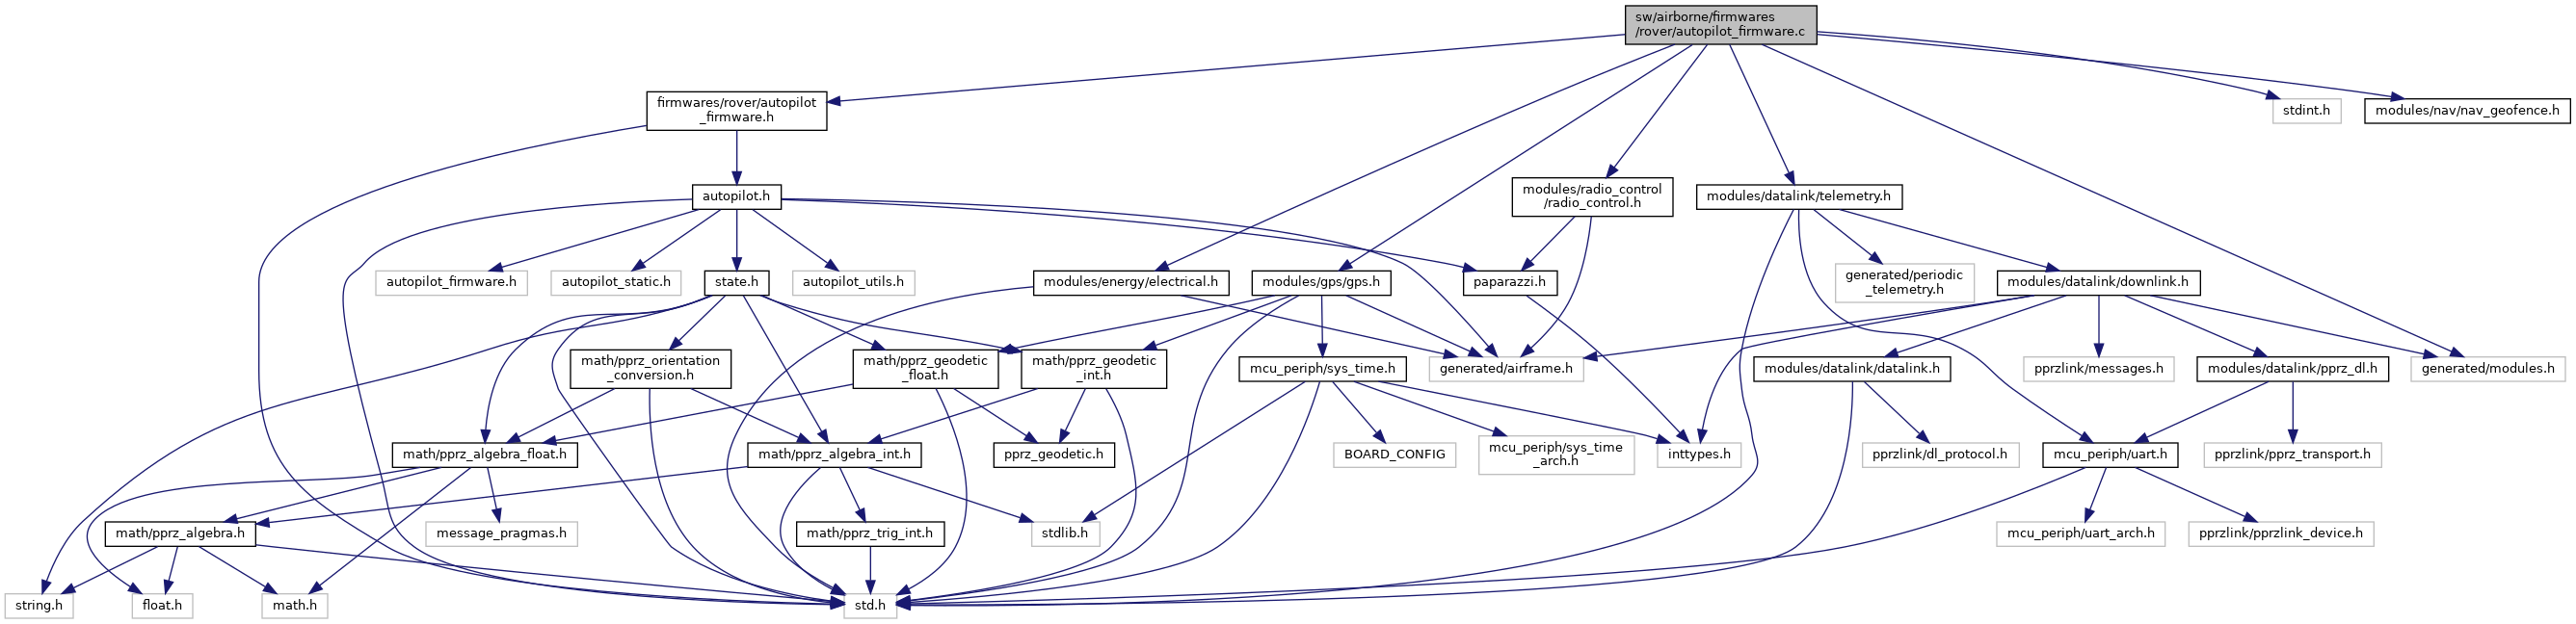 sw/airborne/firmwares
/rover/autopilot_firmware.c
firmwares/rover/autopilot
_firmware.h
stdint.h
modules/nav/nav_geofence.h
autopilot.h
modules/radio_control
/radio_control.h
modules/datalink/telemetry.h
autopilot_firmware.h
autopilot_static.h
state.h
autopilot_utils.h
modules/energy/electrical.h
modules/gps/gps.h
paparazzi.h
generated/periodic
_telemetry.h
modules/datalink/downlink.h
math/pprz_orientation
_conversion.h
math/pprz_geodetic
_float.h
math/pprz_geodetic
_int.h
mcu_periph/sys_time.h
generated/airframe.h
modules/datalink/datalink.h
pprzlink/messages.h
modules/datalink/pprz_dl.h
generated/modules.h
math/pprz_algebra_float.h
math/pprz_algebra_int.h
pprz_geodetic.h
BOARD_CONFIG
mcu_periph/sys_time
_arch.h
inttypes.h
pprzlink/dl_protocol.h
mcu_periph/uart.h
pprzlink/pprz_transport.h
math/pprz_algebra.h
message_pragmas.h
math/pprz_trig_int.h
stdlib.h
mcu_periph/uart_arch.h
pprzlink/pprzlink_device.h
string.h
float.h
math.h
std.h